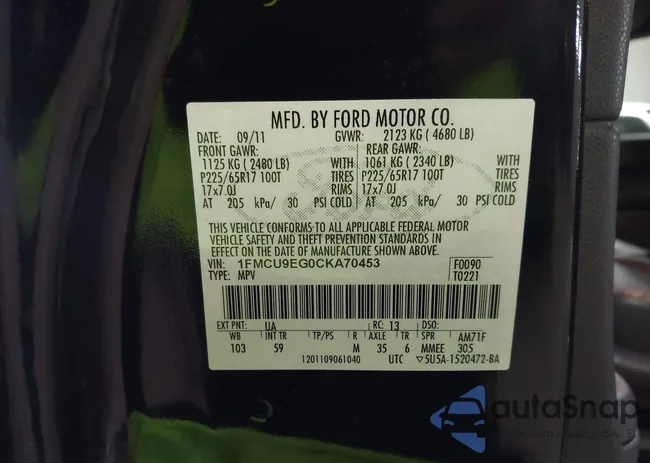 MFD. BY FORD MOTOR CO.
DATE: 09/11 GVWR: 2123 KG ( 4680 LB)
FRONT GAWR: REAR GAWR:
1125 KG ( 2480 LB) WITH 1061 KG ( 2340 LB) WITH
P225/65R17 100T TIRES P225/65R17 100T TIRES
17x7.0J RIMS 17x7.0J RIMS
AT 205 kPa/ 30 PSI COLD AT 205 kPa/ 30 PSI COLD
THIS VEHICLE CONFORMS TO ALL APPLICABLE FEDERAL MOTOR
VEHICLE SAFETY AND THEFT PREVENTION STANDARDS IN
EFFECT ON THE DATE OF MANUFACTURE SHOWN ABOVE.
VIN: 1FMCU9EG0CKA70453 F0090
TYPE: MPV T0221
EXT PNT: UA RC: 13 DSO:
WB INT TR TP/PS R AXLE TR SPR AM71F
103 59 M 35 6 MMEE 305
1201109061040 UTC ▽5U5A-1520472-BA
autoSnap